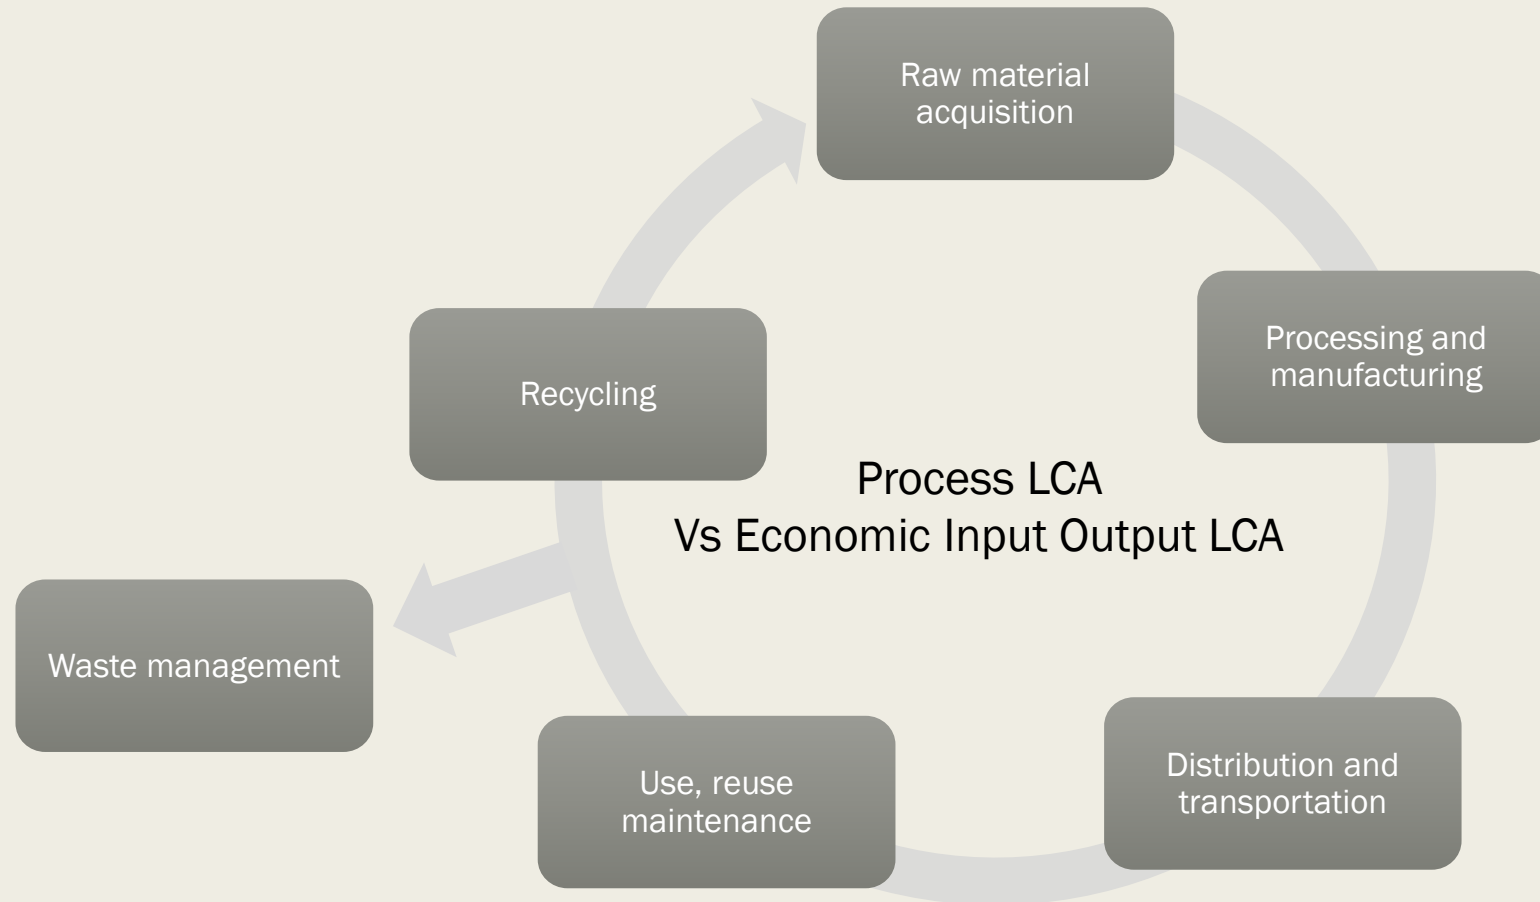 Raw material
acquisition
Processing and
manufacturing
Recycling
Process LCA
Vs Economic Input Output LCA
Waste management
Use, reuse
maintenance
Distribution and
transportation